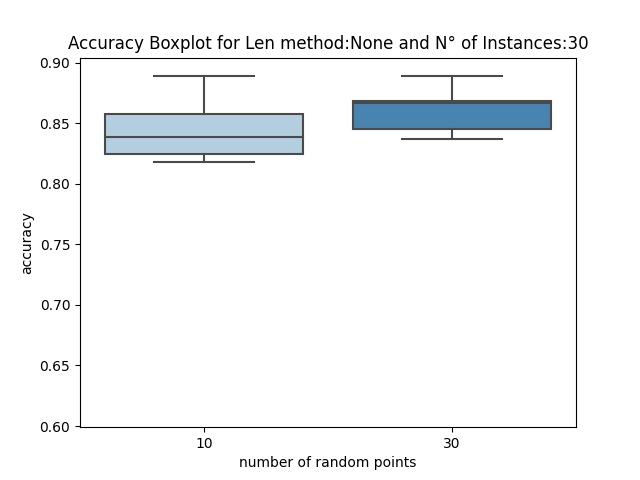 Accuracy Boxplot for Len method:None and N° of Instances:30
0.90
0.85
0.80
0.75
0.70
0.65
0.60
accuracy
10 30
number of random points